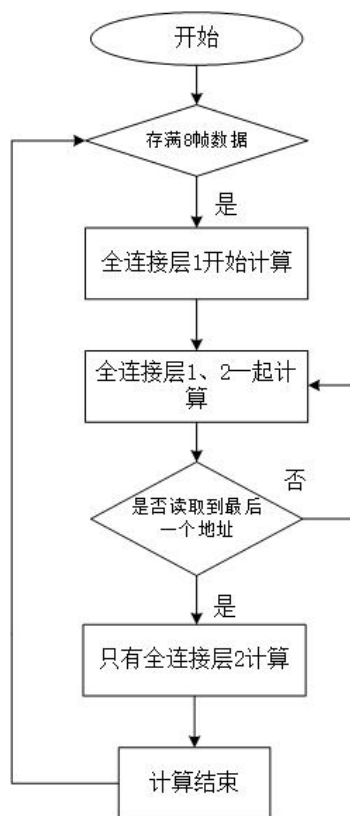 开始
存满8帧数据
是
全连接层1开始计算
全连接层1、2一起计
算
否
是否读取到最后
一个地址
是
只有全连接层2计算
计算结束